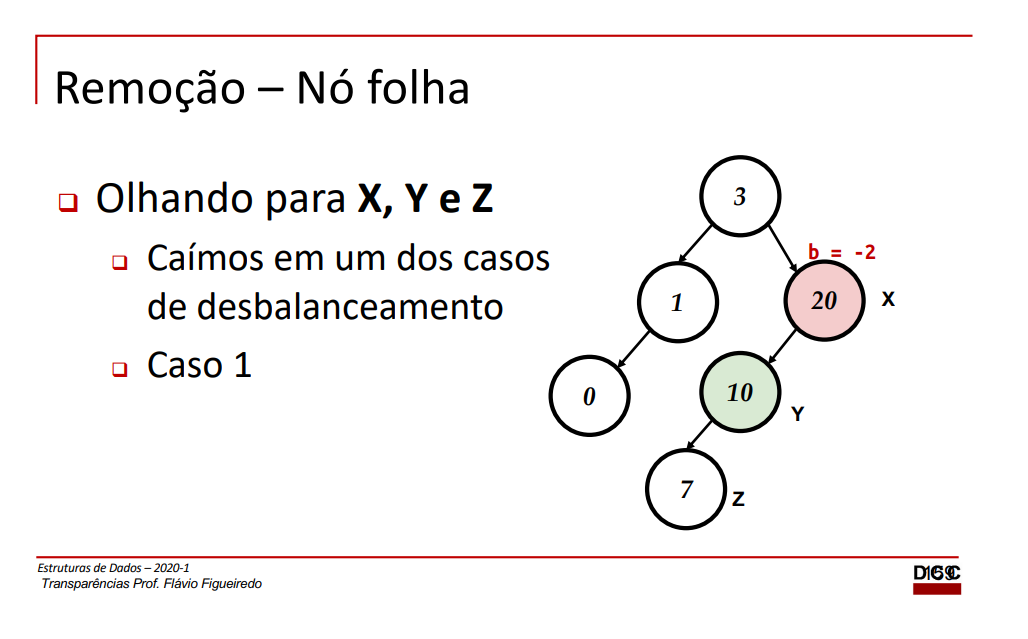 Remoção – Nó folha
Olhando para X, Y e Z
Caímos em um dos casos
de desbalanceamento
Caso 1
3
b = -2
1
20
X
0
10
Y
7
Z
Estruturas de Dados – 2020-1
Transparências Prof. Flávio Figueiredo
DCC